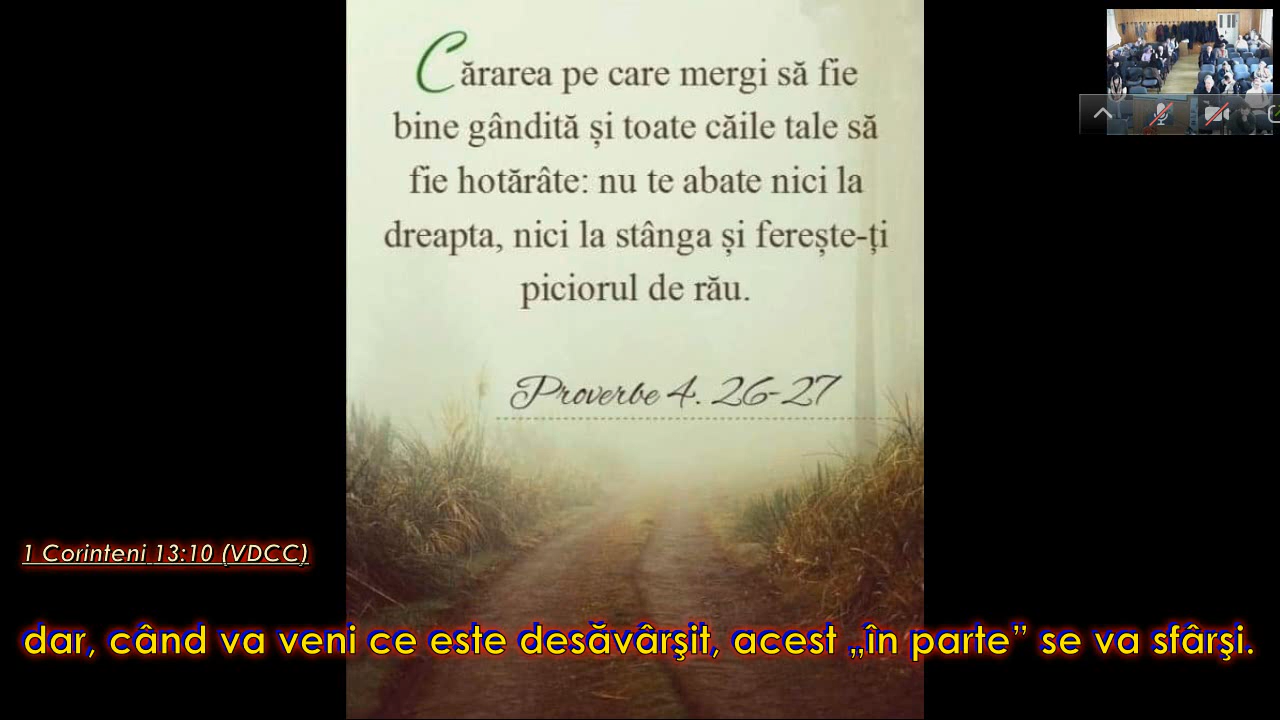 Cărarea pe care mergi să fie
bine gândită și toate căile tale să
fie hotărâte: nu te abate nici la
dreapta, nici la stânga și ferește-ți
piciorul de rău.
Proverbe 4. 26-27
1 Corinteni 13:10 (VDCC)
dar, când va veni ce este desăvârşit, acest „în parte” se va sfârşi.